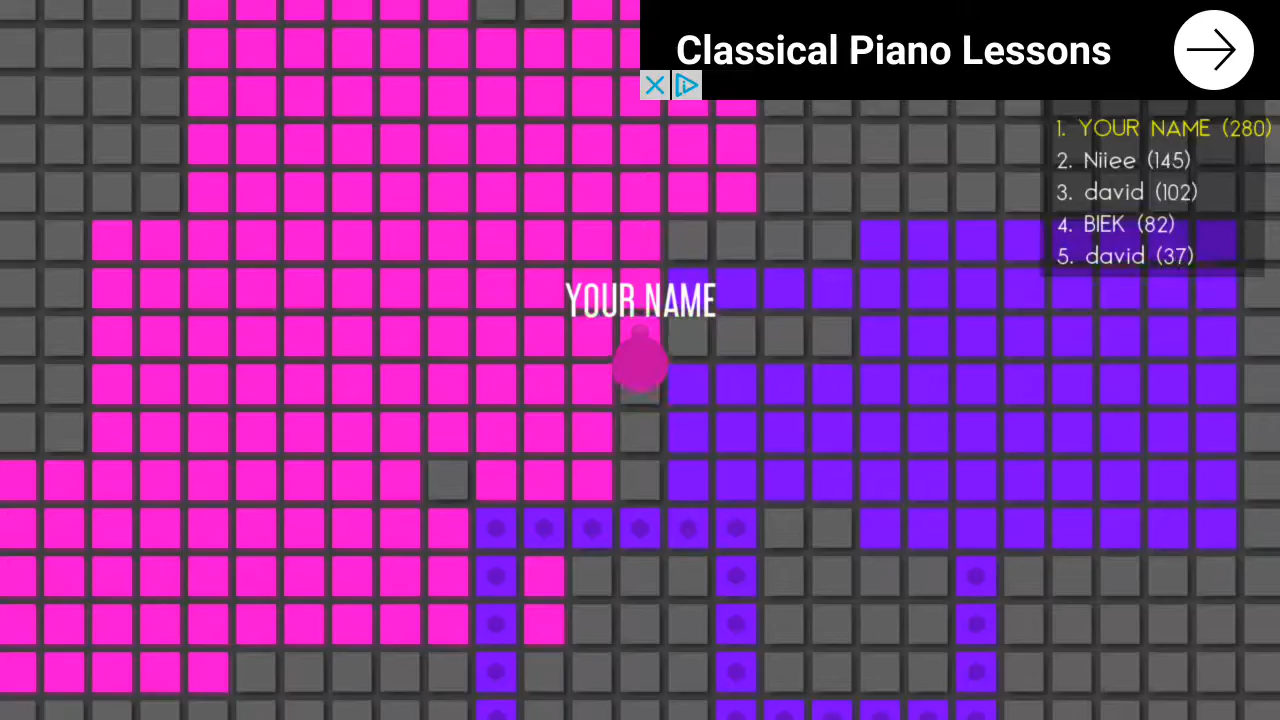 Classical Piano Lessons
1. YOUR NAME (280)
2. Niiee (145)
3. david (102)
4. BIEK (82)
5. david (37)
YOUR NAME